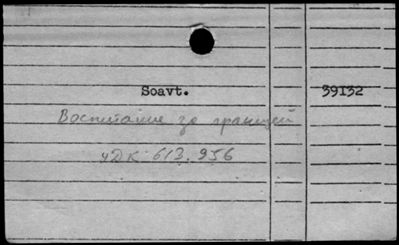 Soavt. 39132
Воспитание за границей
УДК 613.956